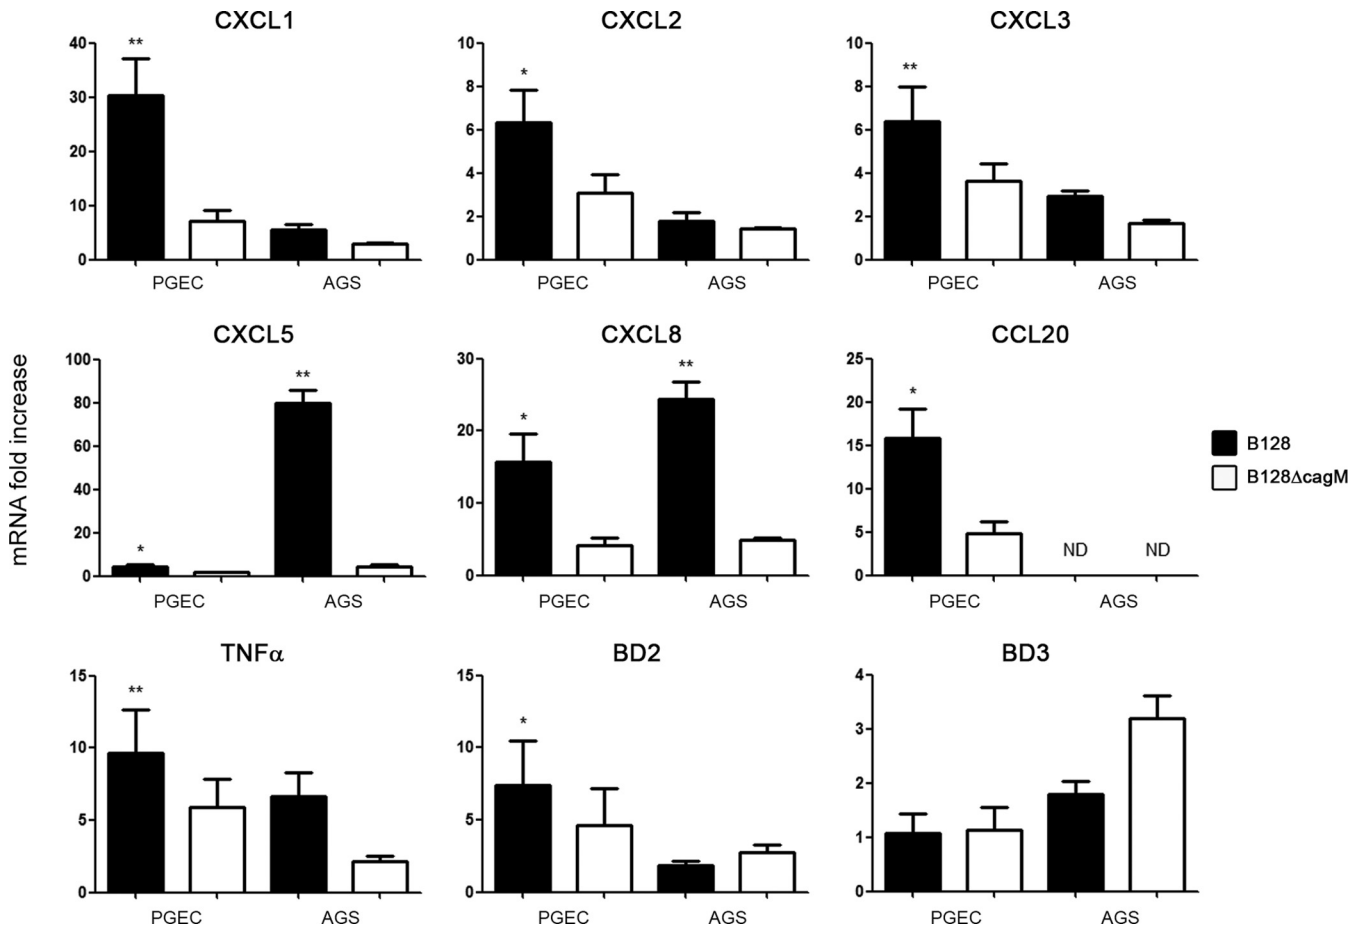 CXCL1 CXCL2 CXCL3
40 ** 10 10
30 8 * 8 **
20 6 6
10 4 4
0 2 2
0 0
PGEC AGS PGEC AGS PGEC AGS
CXCL5 CXCL8 CCL20
mRNA fold increase
100 30 25
80 ** 20 * ** 20 *
60 10 15
40 0 10
20 * 5 ND ND
0 0
PGEC AGS PGEC AGS PGEC AGS
B128
B128ΔcagM
TNFα BD2 BD3
15 ** 15 4
10 10 * 3
5 5 2
0 0 1
0
PGEC AGS PGEC AGS PGEC AGS